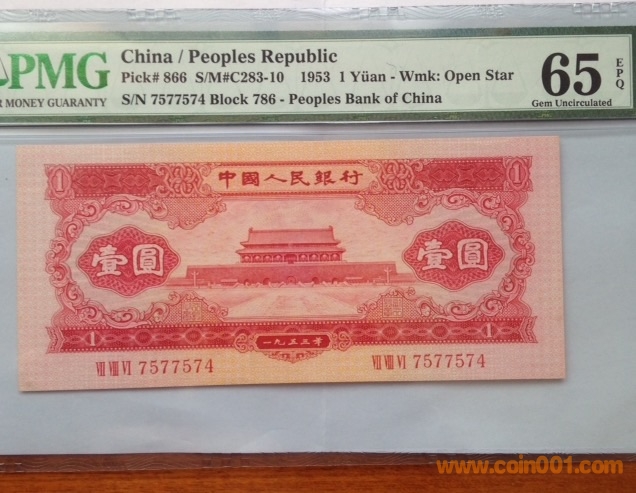 PMG
R MONEY GUARANTY
China / Peoples Republic
Pick# 866 S/M#C283-10 1953 1 Yüan - Wmk: Open Star
S/N 7577574 Block 786 - Peoples Bank of China
65 EPQ
Gem Uncirculated
1 中國人民銀行 1
壹圓 壹圓
1 一九五三年 1
VII VIII VI 7577574 VII VIII VI 7577574
www.coin001.com